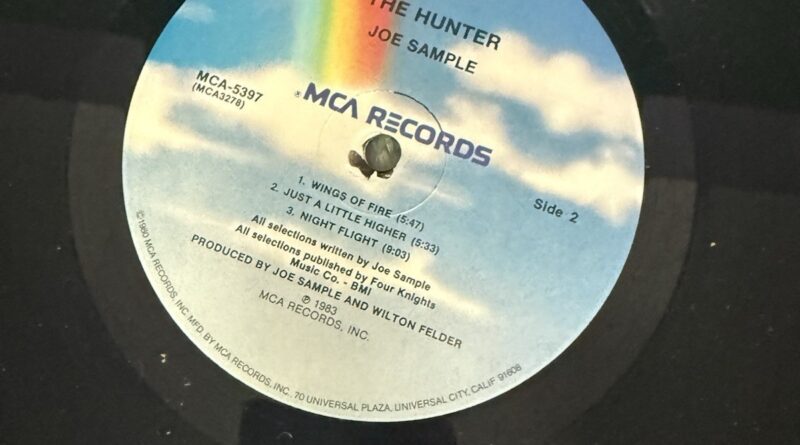 THE HUNTER
JOE SAMPLE
MCA-5397
(MCA3278)
® MCA RECORDS
Side 2
1. WINGS OF FIRE (5:47)
2. JUST A LITTLE HIGHER (5:33)
3. NIGHT FLIGHT (9:03)
All selections written by Joe Sample
All selections published by Four Knights
Music Co. - BMI
PRODUCED BY JOE SAMPLE AND WILTON FELDER
℗ 1983
MCA RECORDS, INC.
©1980 MCA RECORDS, INC. MFD. BY MCA RECORDS, INC., 70 UNIVERSAL PLAZA, UNIVERSAL CITY, CALIF 91608